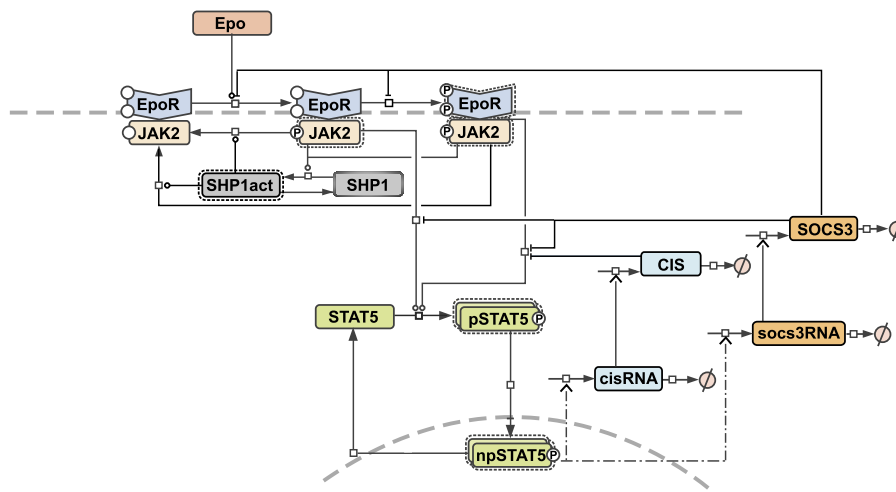 Epo
EpoR
EpoR
P
P
EpoR
JAK2
P
JAK2
P
JAK2
SHP1act
SHP1
SOCS3
CIS
STAT5
pSTAT5
P
socs3RNA
cisRNA
npSTAT5
P